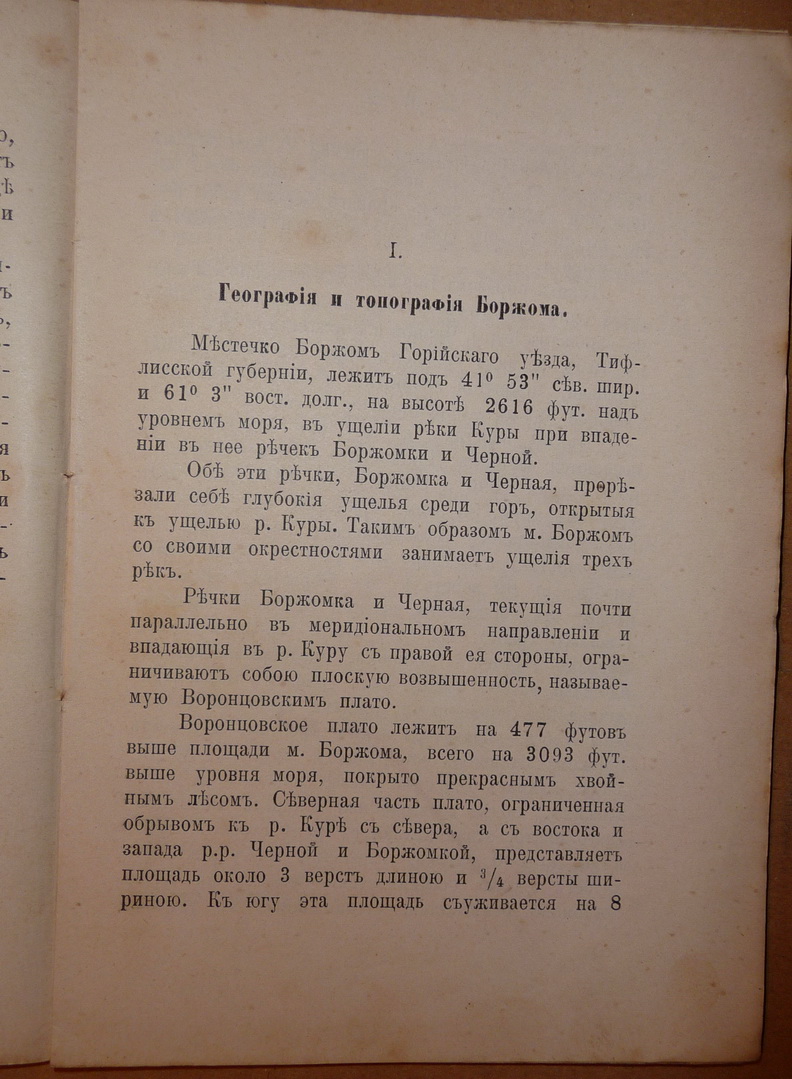 I.
Географія и топографія Боржома.
Мѣстечко Боржомъ Горійскаго уѣзда, Тиф-
лисской губерніи, лежитъ подъ 41° 53" сѣв. шир.
и 61° 3" вост. долг., на высотѣ 2616 фут. надъ
уровнемъ моря, въ ущеліи рѣки Куры при впаде-
ніи въ нее рѣчекъ Боржомки и Черной.
Обѣ эти рѣчки, Боржомка и Черная, прорѣ-
зали себѣ глубокія ущелья среди горъ, открытыя
къ ущелью р. Куры. Такимъ образомъ м. Боржомъ
со своими окрестностями занимаетъ ущелія трехъ
рѣкъ.
Рѣчки Боржомка и Черная, текущія почти
параллельно въ меридіональномъ направленіи и
впадающія въ р. Куру съ правой ея стороны, огра-
ничиваютъ собою плоскую возвышенность, называе-
мую Воронцовскимъ плато.
Воронцовское плато лежитъ на 477 футовъ
выше площади м. Боржома, всего на 3093 фут.
выше уровня моря, покрыто прекраснымъ хвой-
нымъ лѣсомъ. Сѣверная часть плато, ограниченная
обрывомъ къ р. Курѣ съ сѣвера, а съ востока и
запада р.р. Черной и Боржомкой, представляетъ
площадь около 3 верстъ длиною и 3/4 версты ши-
риною. Къ югу эта площадь съуживается на 8